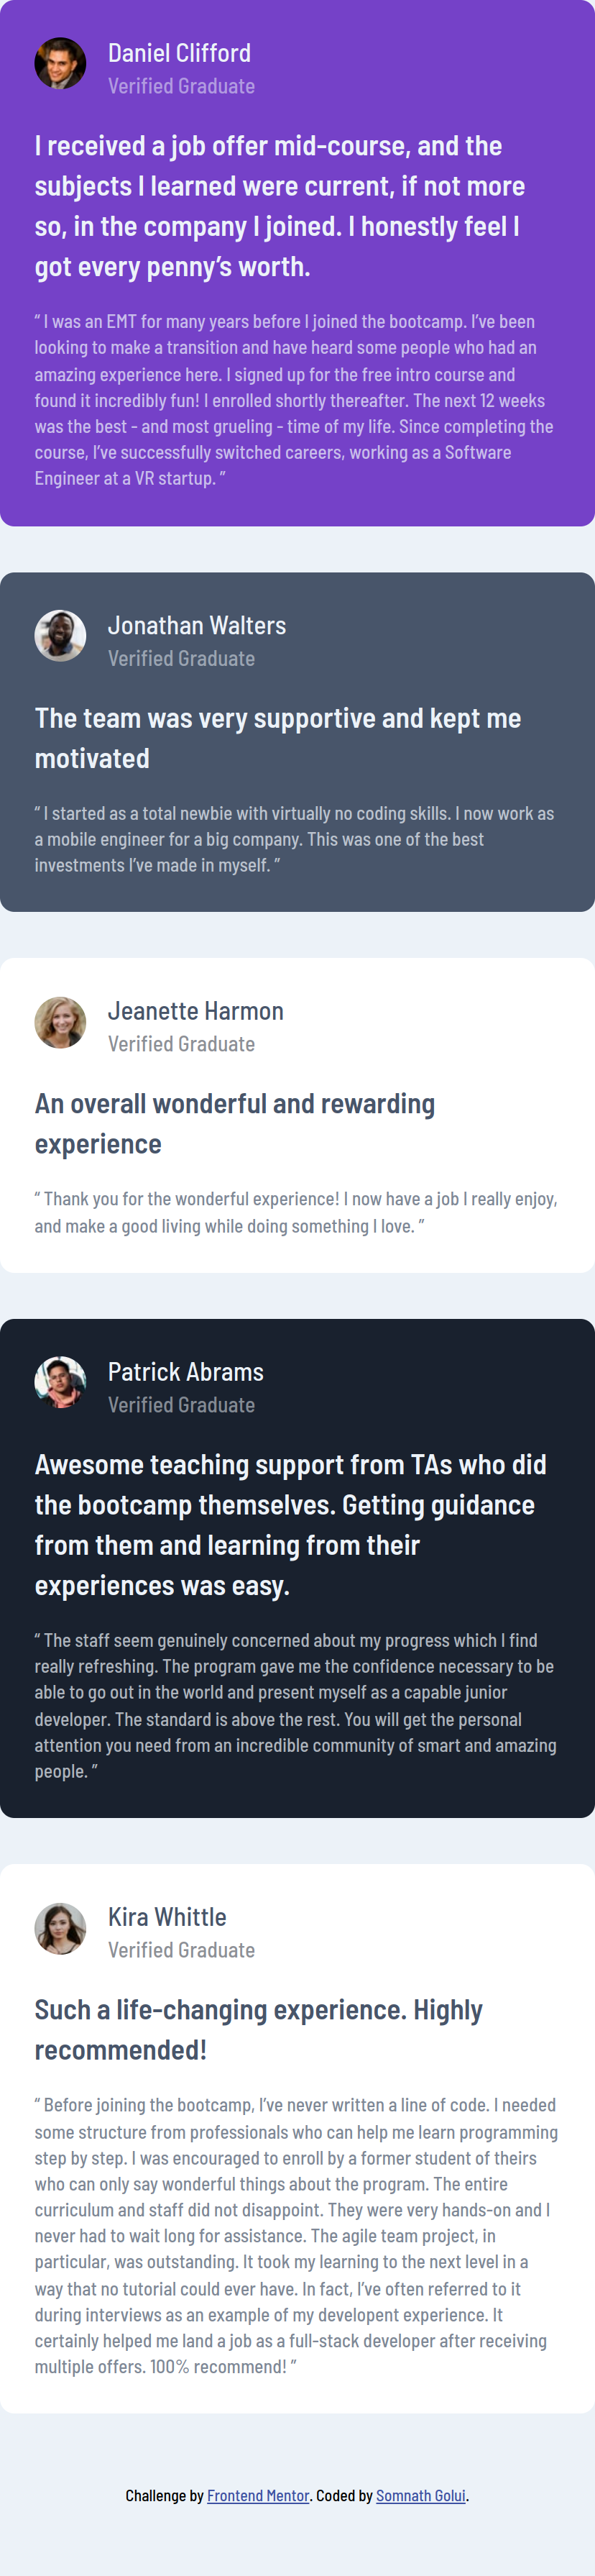 Daniel Clifford
Verified Graduate
I received a job offer mid-course, and the
subjects I learned were current, if not more
so, in the company I joined. I honestly feel I
got every penny’s worth.
“ I was an EMT for many years before I joined the bootcamp. I’ve been
looking to make a transition and have heard some people who had an
amazing experience here. I signed up for the free intro course and
found it incredibly fun! I enrolled shortly thereafter. The next 12 weeks
was the best - and most grueling - time of my life. Since completing the
course, I’ve successfully switched careers, working as a Software
Engineer at a VR startup. ”
Jonathan Walters
Verified Graduate
The team was very supportive and kept me
motivated
“ I started as a total newbie with virtually no coding skills. I now work as
a mobile engineer for a big company. This was one of the best
investments I’ve made in myself. ”
Jeanette Harmon
Verified Graduate
An overall wonderful and rewarding
experience
“ Thank you for the wonderful experience! I now have a job I really enjoy,
and make a good living while doing something I love. ”
Patrick Abrams
Verified Graduate
Awesome teaching support from TAs who did
the bootcamp themselves. Getting guidance
from them and learning from their
experiences was easy.
“ The staff seem genuinely concerned about my progress which I find
really refreshing. The program gave me the confidence necessary to be
able to go out in the world and present myself as a capable junior
developer. The standard is above the rest. You will get the personal
attention you need from an incredible community of smart and amazing
people. ”
Kira Whittle
Verified Graduate
Such a life-changing experience. Highly
recommended!
“ Before joining the bootcamp, I’ve never written a line of code. I needed
some structure from professionals who can help me learn programming
step by step. I was encouraged to enroll by a former student of theirs
who can only say wonderful things about the program. The entire
curriculum and staff did not disappoint. They were very hands-on and I
never had to wait long for assistance. The agile team project, in
particular, was outstanding. It took my learning to the next level in a
way that no tutorial could ever have. In fact, I’ve often referred to it
during interviews as an example of my developent experience. It
certainly helped me land a job as a full-stack developer after receiving
multiple offers. 100% recommend! ”
Challenge by Frontend Mentor. Coded by Somnath Golui.